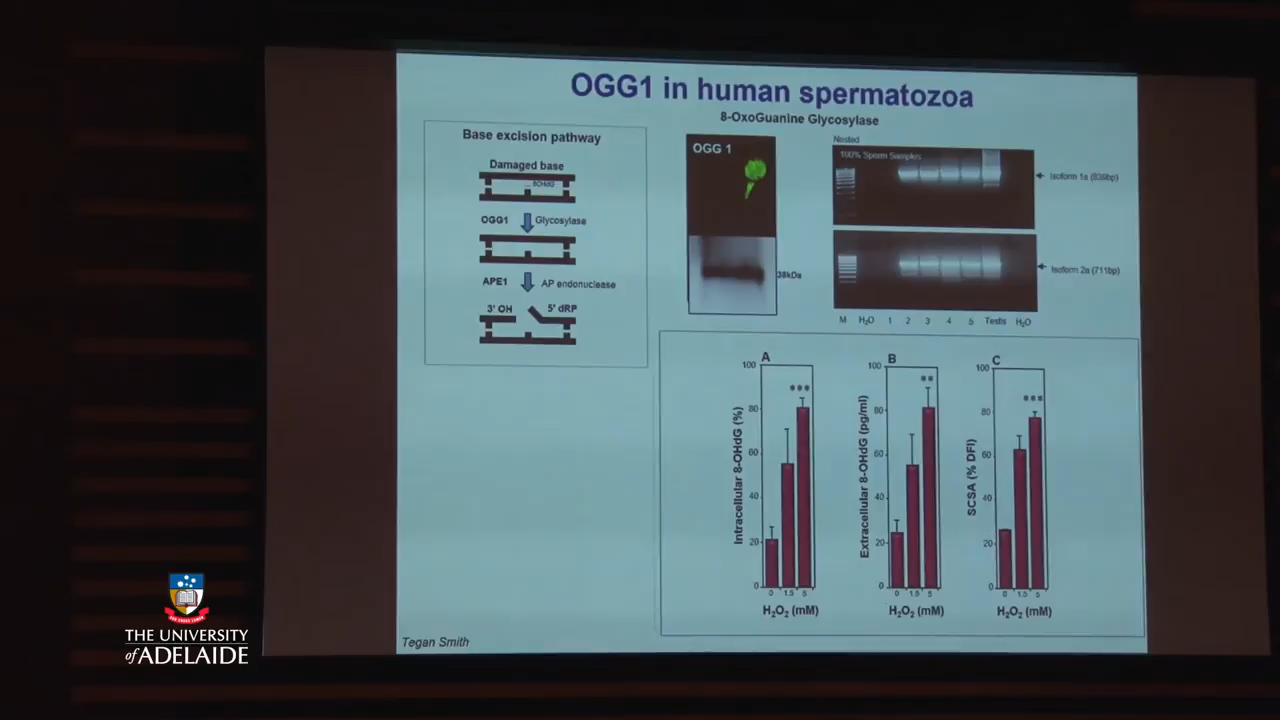 OGG1 in human spermatozoa
8-OxoGuanine Glycosylase
Base excision pathway
Damaged base
8OHdG
OGG1 Glycosylase
APE1 AP endonuclease
3' OH 5' dRP
OGG 1
38kDa
Nested
100% Sperm Samples
Isoform 1a (839bp)
Isoform 2a (711bp)
M H₂O 1 2 3 4 5 Testis H₂O
A
Intracellular 8-OHdG (%)
100
80
60
40
20
0
***
0 1.5 5
H₂O₂ (mM)
B
Extracellular 8-OHdG (pg/ml)
100
80
60
40
20
0
**
0 1.5 5
H₂O₂ (mM)
C
SCSA (% DFI)
100
80
60
40
20
0
***
0 1.5 5
H₂O₂ (mM)
Tegan Smith
THE UNIVERSITY
of ADELAIDE